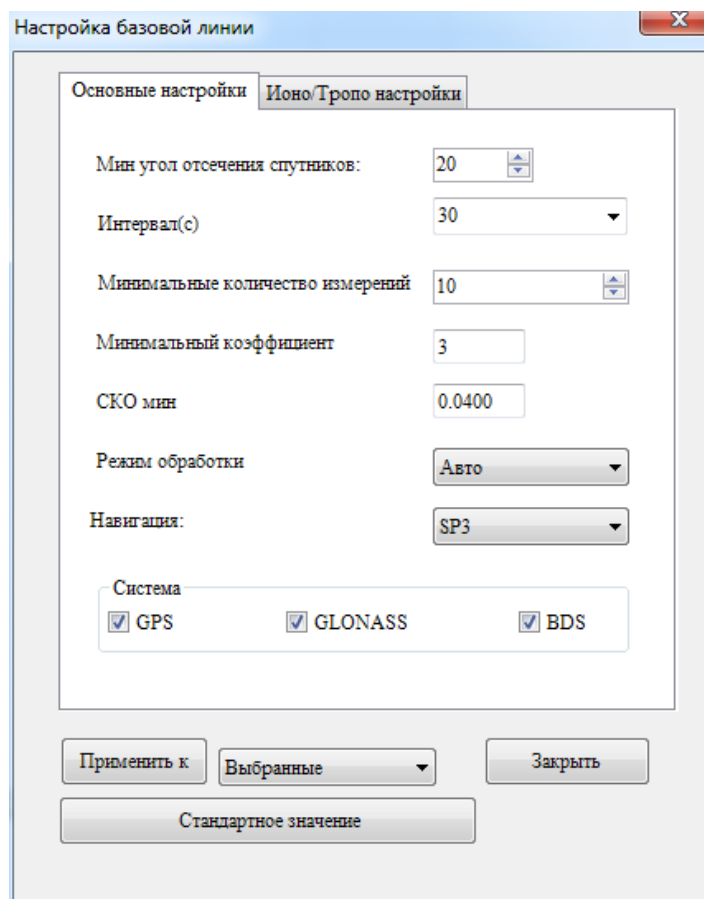 Настройка базовой линии
Основные настройки Ионо/Тропо настройки
Мин угол отсечения спутников: 20
Интервал(с) 30
Минимальные количество измерений 10
Минимальный коэффициент 3
СКО мин 0.0400
Режим обработки Авто
Навигация: SP3
Система
GPS GLONASS BDS
Применить к Выбранные Закрыть
Стандартное значение